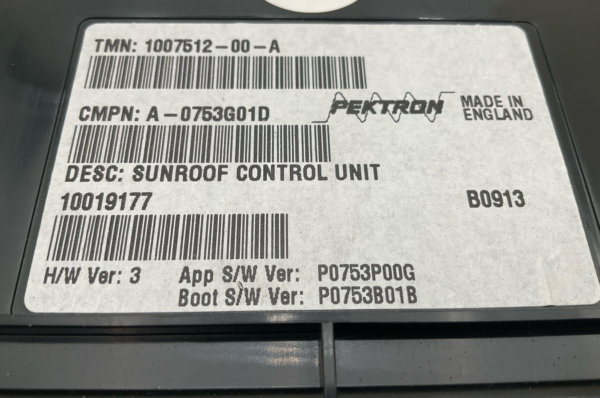 TMN: 1007512-00-A
CMPN: A-0753G01D PEKTRON MADE IN
ENGLAND
DESC: SUNROOF CONTROL UNIT
10019177 B0913
H/W Ver: 3 App S/W Ver: P0753P00G
Boot S/W Ver: P0753B01B